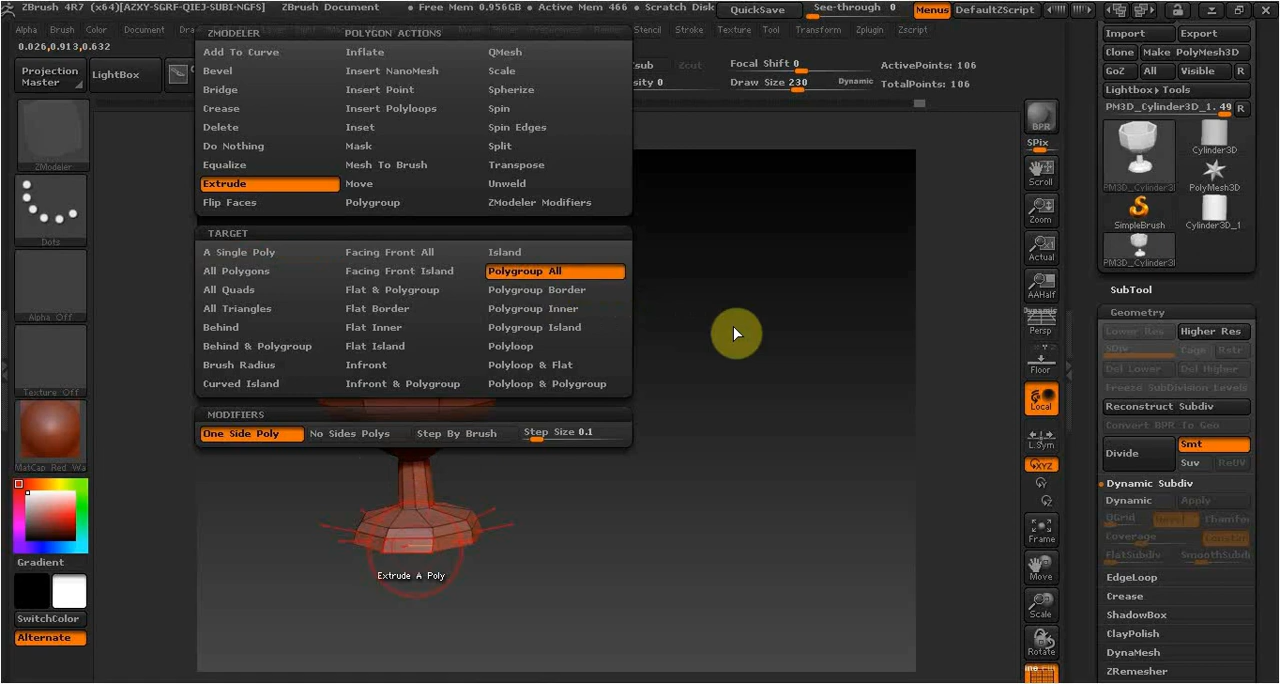 ZBrush 4R7 (x64)[AZXY-SGRF-QIEJ-SUBI-NGFS] ZBrush Document • Free Mem 0.956GB • Active Mem 466 • Scratch Disk QuickSave See-through 0 Menus DefaultZScript
Alpha Brush Color Document Stencil Stroke Texture Tool Transform Zplugin Zscript
0.026,0.913,0.632
Projection Master
LightBox
Zcut
Focal Shift 0
Draw Size 230 Dynamic
ActivePoints: 106
TotalPoints: 106
ZMODELER POLYGON ACTIONS
Add To Curve Inflate QMesh
Bevel Insert NanoMesh Scale
Bridge Insert Point Spherize
Crease Insert Polyloops Spin
Delete Inset Spin Edges
Do Nothing Mask Split
Equalize Mesh To Brush Transpose
Extrude Move Unweld
Flip Faces Polygroup ZModeler Modifiers
TARGET
A Single Poly Facing Front All Island
All Polygons Facing Front Island Polygroup All
All Quads Flat & Polygroup Polygroup Border
All Triangles Flat Border Polygroup Inner
Behind Flat Inner Polygroup Island
Behind & Polygroup Flat Island Polyloop
Brush Radius Infront Polyloop & Flat
Curved Island Infront & Polygroup Polyloop & Polygroup
MODIFIERS
One Side Poly No Sides Polys Step By Brush Step Size 0.1
Extrude A Poly
ZModeler
Dots
Alpha Off
Texture Off
MatCap Red Wa
Gradient
SwitchColor
Alternate
BPR
SPix
Scroll
Zoom
Actual
AAHalf
Dynamic
Persp
Floor
Local
L.Sym
XYZ
Frame
Move
Scale
Rotate
Import Export
Clone Make PolyMesh3D
GoZ All Visible R
Lightbox▸Tools
PM3D_Cylinder3D_1. 49 R
Cylinder3D
PM3D_Cylinder3D PolyMesh3D
SimpleBrush Cylinder3D_1
PM3D_Cylinder3D
SubTool
Geometry
Lower Res Higher Res
SDiv Cage Rstr
Del Lower Del Higher
Freeze SubDivision Levels
Reconstruct Subdiv
Convert BPR To Geo
Divide Smt
Suv ReUV
Dynamic Subdiv
Dynamic Apply
QGrid
Coverage
FlatSubdiv SmoothSubdi
EdgeLoop
Crease
ShadowBox
ClayPolish
DynaMesh
ZRemesher